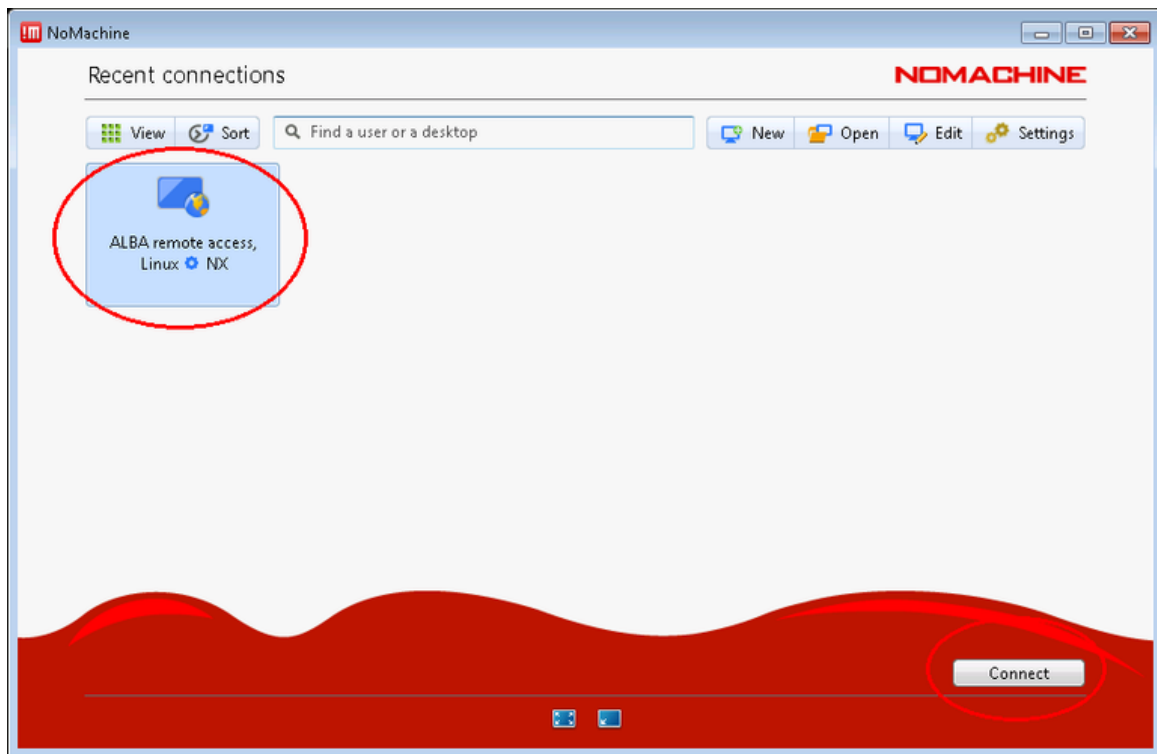 NoMachine
Recent connections
NOMACHINE
View
Sort
Find a user or a desktop
New
Open
Edit
Settings
ALBA remote access,
Linux NX
Connect